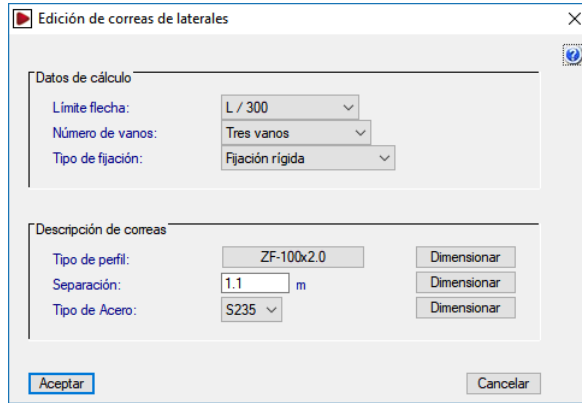 Edición de correas de laterales
Datos de cálculo
Límite flecha: L / 300
Número de vanos: Tres vanos
Tipo de fijación: Fijación rígida
Descripción de correas
Tipo de perfil: ZF-100x2.0 Dimensionar
Separación: 1.1 m Dimensionar
Tipo de Acero: S235 Dimensionar
Aceptar Cancelar